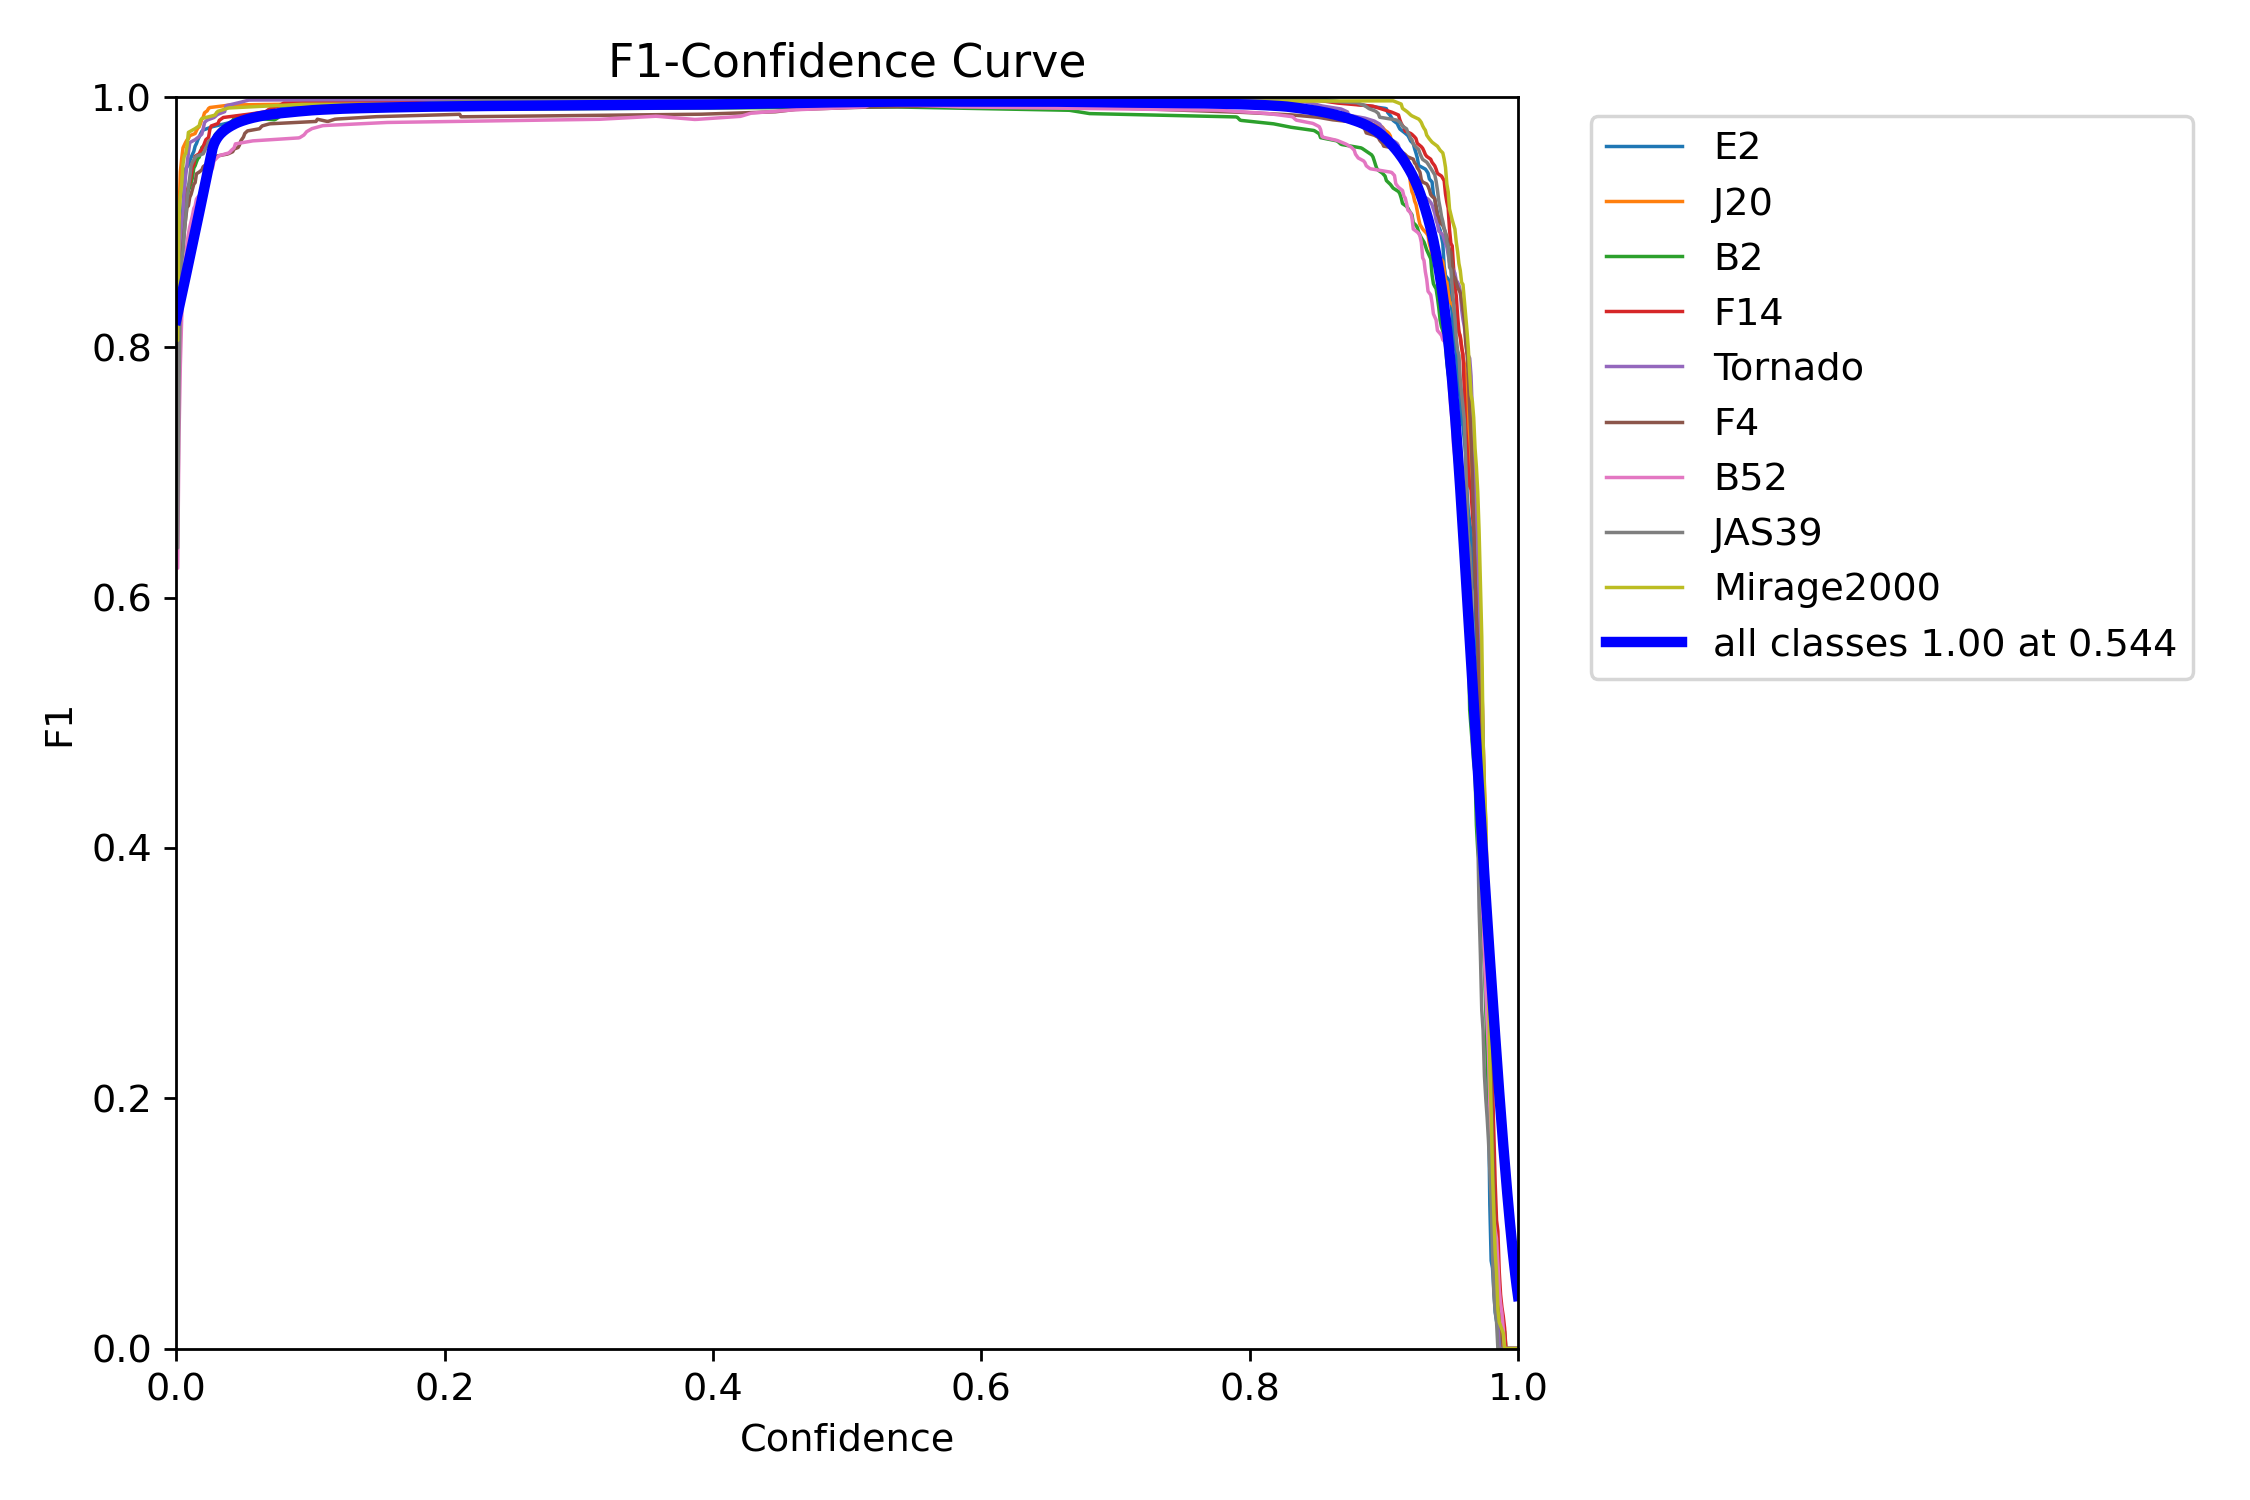 F1-Confidence Curve
1.0
0.8
0.6
0.4
0.2
0.0
F1
0.0 0.2 0.4 0.6 0.8 1.0
Confidence
E2
J20
B2
F14
Tornado
F4
B52
JAS39
Mirage2000
all classes 1.00 at 0.544